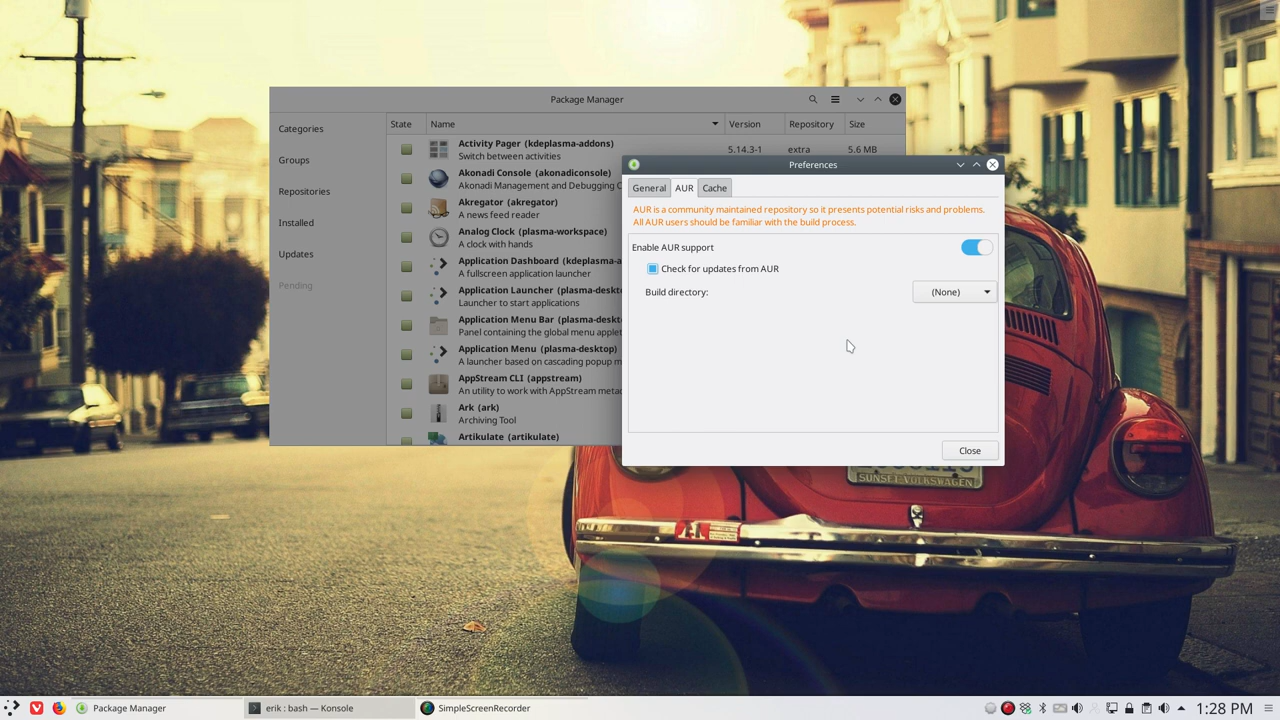 Package Manager
Categories
Groups
Repositories
Installed
Updates
Pending
State Name Version Repository Size
Activity Pager (kdeplasma-addons)
Switch between activities
5.14.3-1 extra 5.6 MB
Akonadi Console (akonadiconsole)
Akonadi Management and Debugging C
Akregator (akregator)
A news feed reader
Analog Clock (plasma-workspace)
A clock with hands
Application Dashboard (kdeplasma-a
A fullscreen application launcher
Application Launcher (plasma-deskt
Launcher to start applications
Application Menu Bar (plasma-deskt
Panel containing the global menu applet
Application Menu (plasma-desktop)
A launcher based on cascading popup m
AppStream CLI (appstream)
An utility to work with AppStream metad
Ark (ark)
Archiving Tool
Artikulate (artikulate)
Preferences
General AUR Cache
AUR is a community maintained repository so it presents potential risks and problems.
All AUR users should be familiar with the build process.
Enable AUR support
Check for updates from AUR
Build directory: (None)
Close
SUNSET VOLKSWAGEN
Package Manager
erik : bash — Konsole
SimpleScreenRecorder
1:28 PM